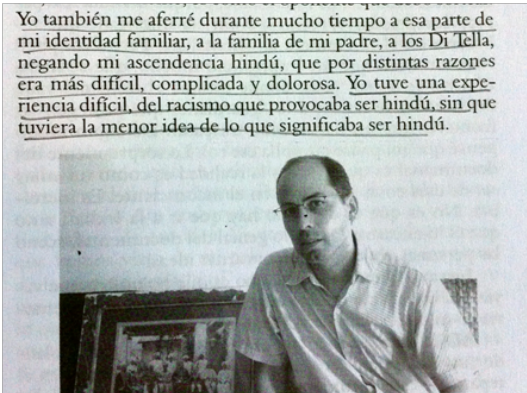 Yo también me aferré durante mucho tiempo a esa parte de
mi identidad familiar, a la familia de mi padre, a los Di Tella,
negando mi ascendencia hindú, que por distintas razones
era más difícil, complicada y dolorosa. Yo tuve una expe-
riencia difícil, del racismo que provocaba ser hindú, sin que
tuviera la menor idea de lo que significaba ser hindú.